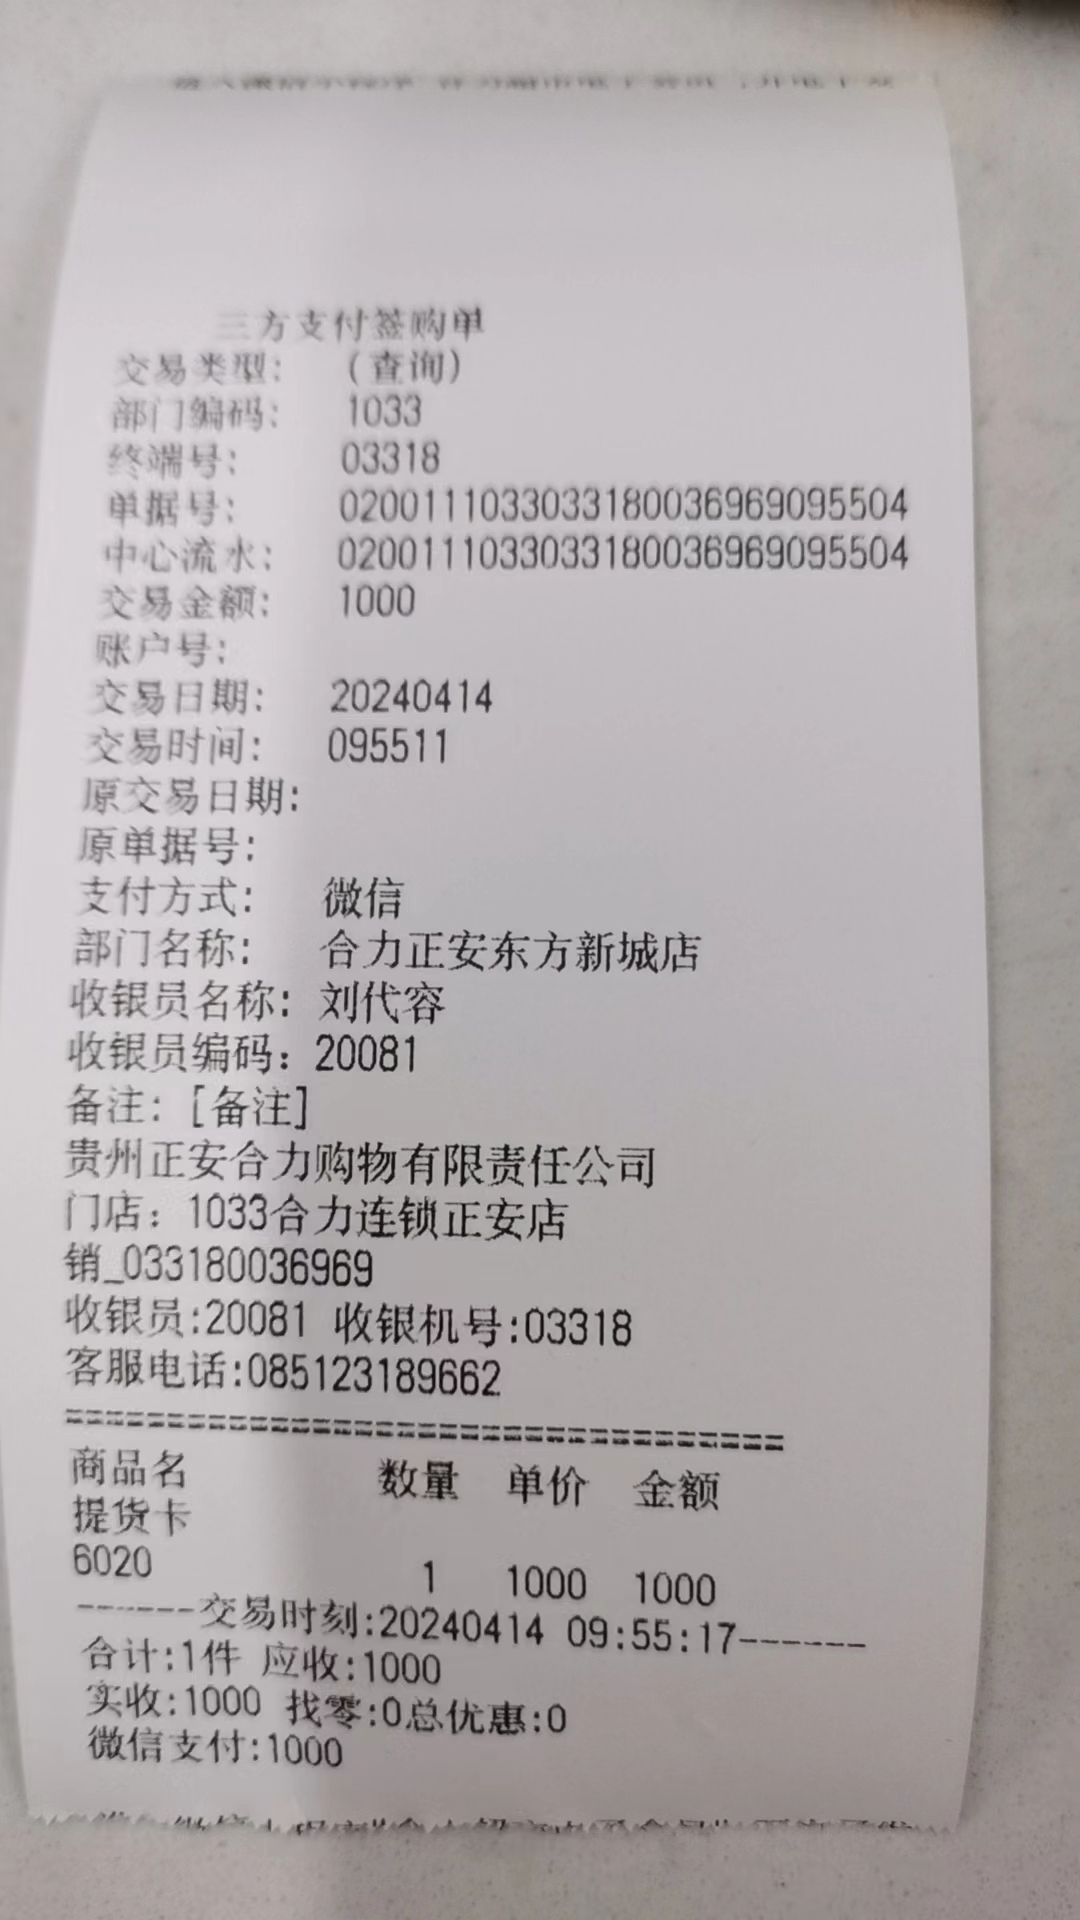 三方支付签购单
交易类型: (查询)
部门编码: 1033
终端号: 03318
单据号: 0200111033033180036969095504
中心流水: 0200111033033180036969095504
交易金额: 1000
账户号:
交易日期: 20240414
交易时间: 095511
原交易日期:
原单据号:
支付方式: 微信
部门名称: 合力正安东方新城店
收银员名称: 刘代容
收银员编码: 20081
备注: [备注]
贵州正安合力购物有限责任公司
门店: 1033合力连锁正安店
销_033180036969
收银员:20081 收银机号:03318
客服电话:085123189662
===================================
商品名 数量 单价 金额
提货卡
6020 1 1000 1000
------交易时刻:20240414 09:55:17------
合计:1件 应收:1000
实收:1000 找零:0总优惠:0
微信支付:1000